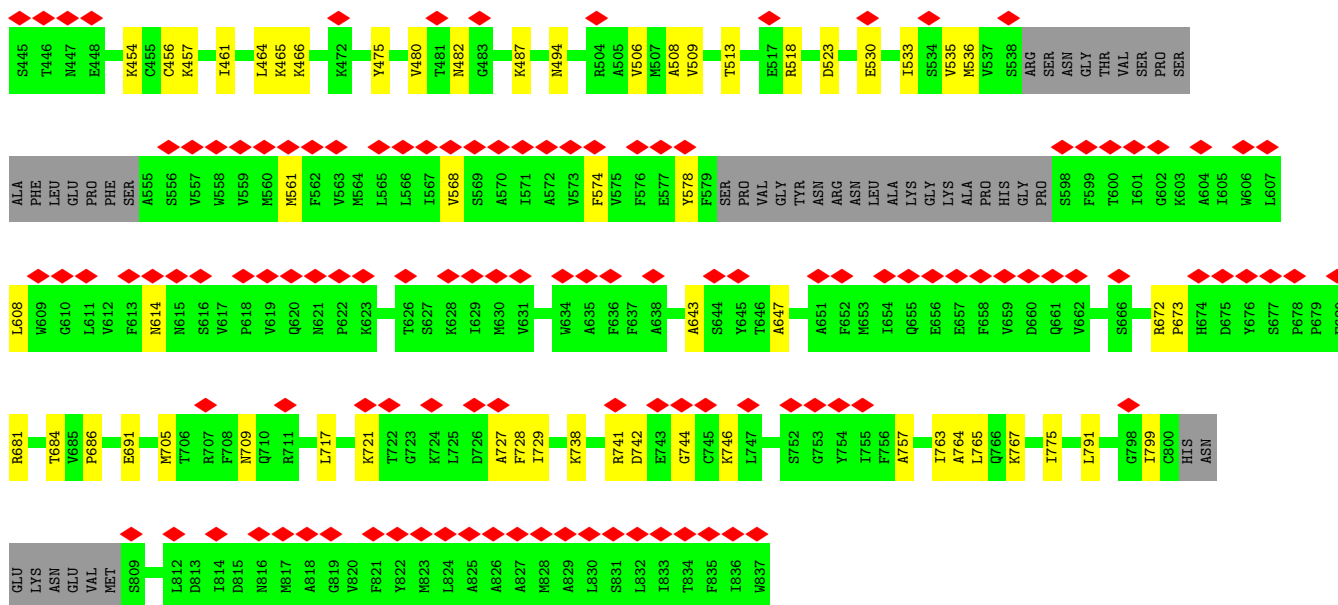 S445 T446 N447 E448 K454 C455 C456 K457 I461 L464 K465 K466 K472 Y475 V480 T481 N482 G483 K487 N494 R504 A505 V506 M507 A508 V509 T513 E517 R518 D523 E530 I533 S534 V535 M536 V537 S538 ARG SER ASN GLY THR VAL SER PRO SER
ALA PHE LEU GLU PRO PHE SER A555 S556 V557 W558 V559 M560 M561 F562 V563 M564 L565 L566 I567 V568 S569 A570 I571 A572 V573 F574 V575 F576 E577 Y578 F579 SER PRO VAL GLY TYR ASN ARG ASN LEU ALA LYS GLY LYS ALA PRO HIS GLY PRO S598 F599 T600 I601 G602 K603 A604 I605 W606 L607
L608 W609 G610 L611 V612 F613 N614 N615 S616 V617 P618 V619 Q620 N621 P622 K623 T626 S627 K628 I629 M630 V631 W634 A635 F636 F637 A638 A643 S644 Y645 T646 A647 A651 F652 M653 I654 Q655 E656 E657 F658 V659 D660 Q661 V662 S666 R672 P673 H674 D675 Y676 S677 P678 P679
R681 T684 V685 P686 E691 M705 T706 R707 F708 N709 Q710 R711 L717 K721 T722 G723 K724 L725 D726 A727 F728 I729 K738 R741 D742 E743 G744 C745 K746 L747 S752 G753 Y754 I755 F756 A757 I763 A764 L765 Q766 K767 I775 L791 G798 I799 C800 HIS ASN
GLU LYS ASN GLU VAL MET S809 L812 D813 I814 D815 N816 M817 A818 G819 V820 F821 Y822 M823 L824 A825 A826 A827 M828 A829 L830 S831 L832 I833 T834 F835 I836 W837